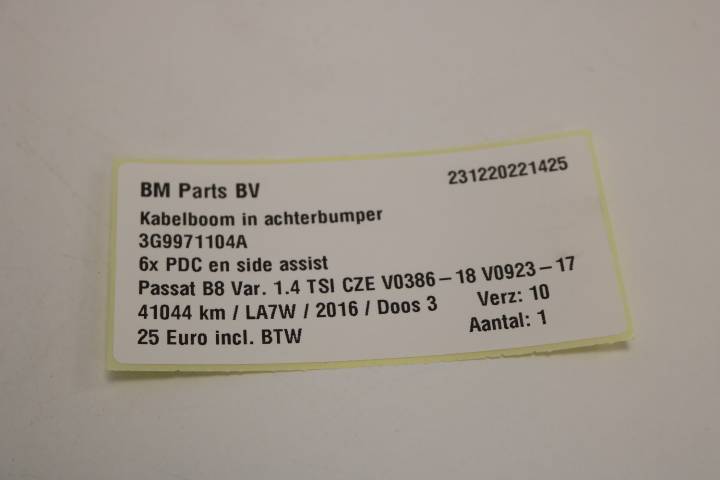 BM Parts BV 231220221425
Kabelboom in achterbumper
3G9971104A
6x PDC en side assist
Passat B8 Var. 1.4 TSI CZE V0386-18 V0923-17
41044 km / LA7W / 2016 / Doos 3 Verz: 10
25 Euro incl. BTW Aantal: 1